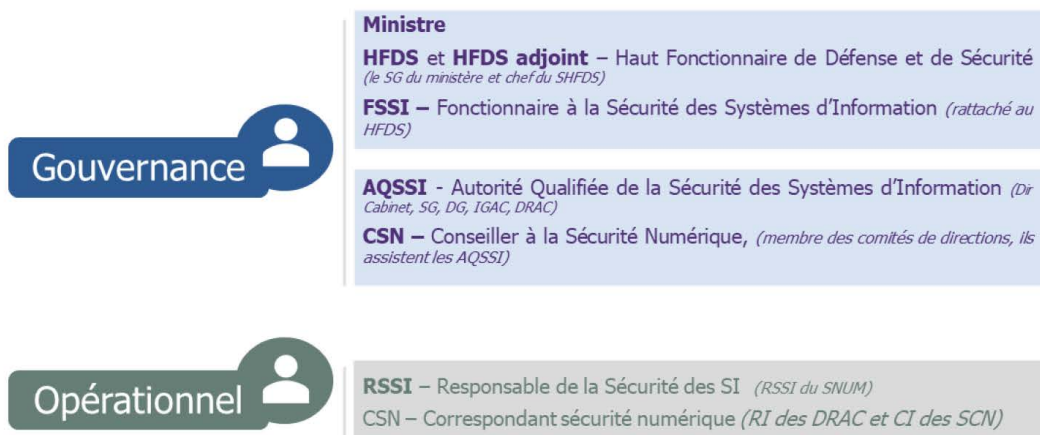 Gouvernance
Ministre
HFDS et HFDS adjoint – Haut Fonctionnaire de Défense et de Sécurité
(le SG du ministère et chef du SHFDS)
FSSI – Fonctionnaire à la Sécurité des Systèmes d’Information (rattaché au
HFDS)
AQSSI - Autorité Qualifiée de la Sécurité des Systèmes d’Information (Dir
Cabinet, SG, DG, IGAC, DRAC)
CSN – Conseiller à la Sécurité Numérique, (membre des comités de directions, ils
assistent les AQSSI)
Opérationnel
RSSI – Responsable de la Sécurité des SI (RSSI du SNUM)
CSN – Correspondant sécurité numérique (RI des DRAC et CI des SCN)